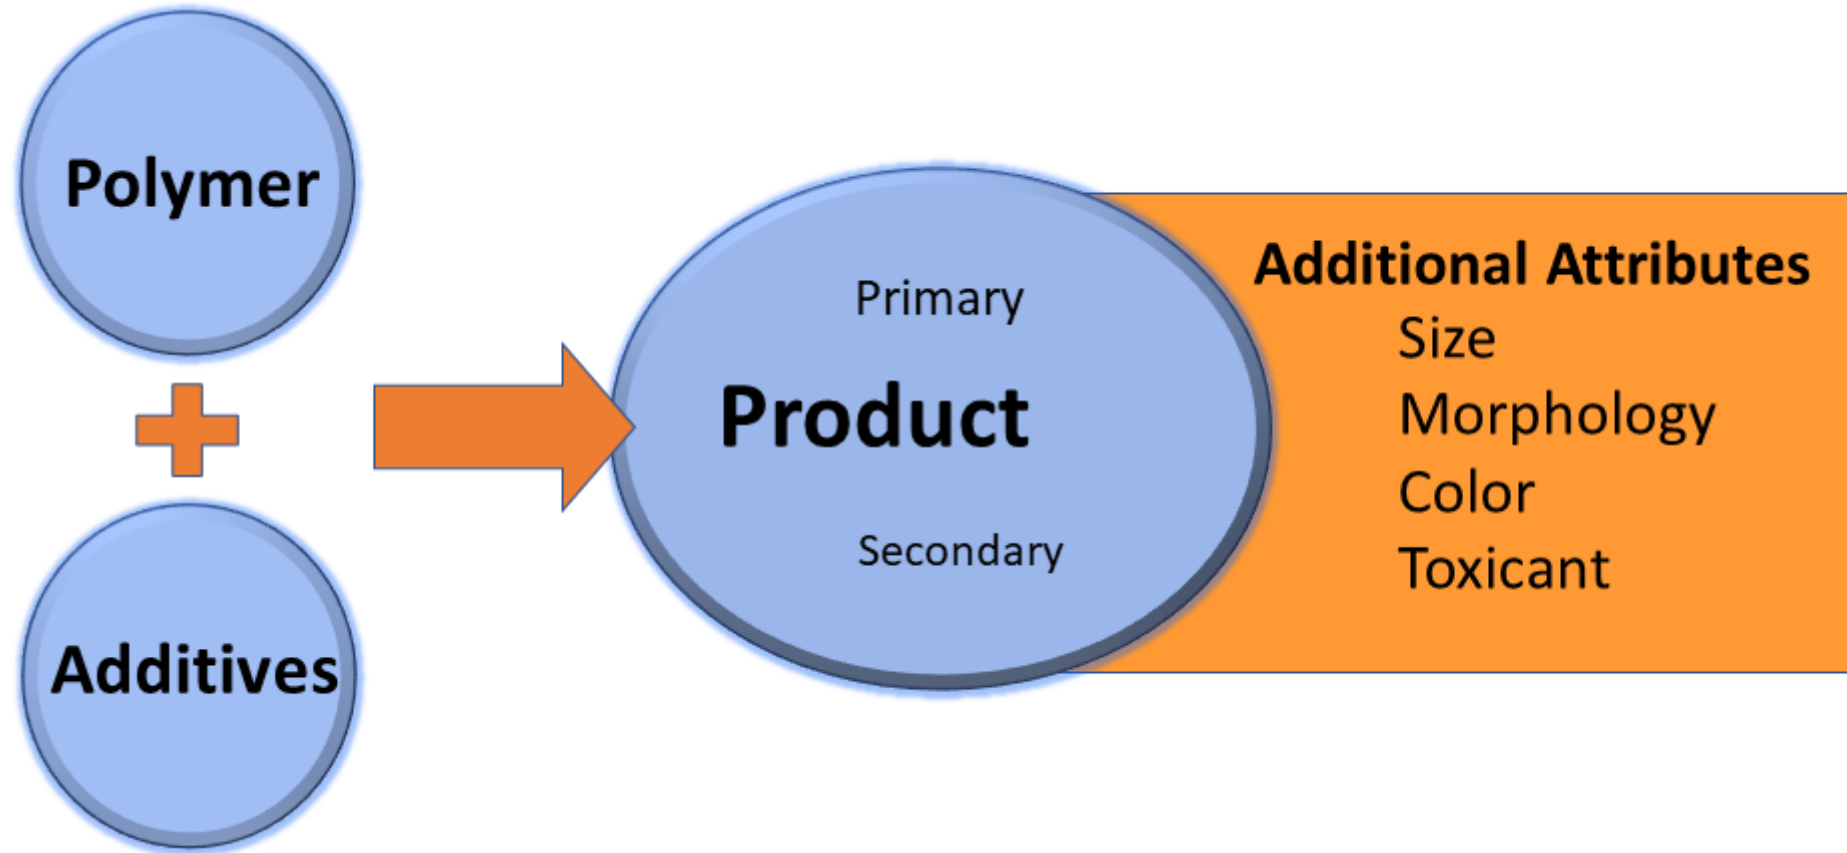 Polymer
Additives
Primary
Product
Secondary
Additional Attributes
Size
Morphology
Color
Toxicant